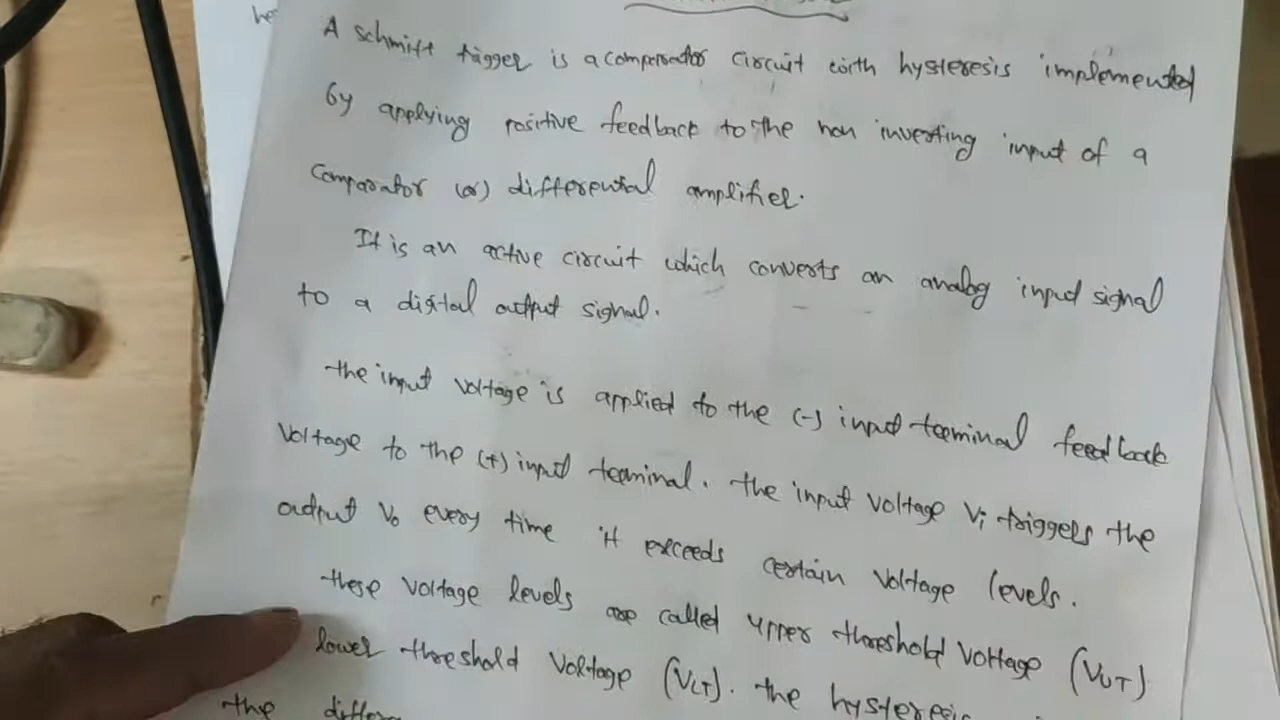 he
A schmitt trigger is a comparator circuit with hysteresis implemented
by applying positive feedback to the non inverting input of a
comparator (or) differential amplifier.
It is an active circuit which converts an analog input signal
to a digital output signal.
the input voltage is applied to the (-) input terminal feedback
voltage to the (+) input terminal. the input voltage Vi triggers the
output Vo every time it exceeds certain voltage levels.
these voltage levels are called upper threshold voltage (VUT)
lower threshold voltage (VLT). the hysteresis
the differ